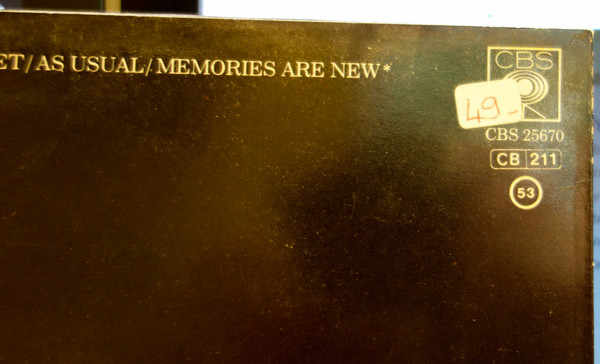 ET/AS USUAL/MEMORIES ARE NEW*
CBS
49-
CBS 25670
CB 211
53